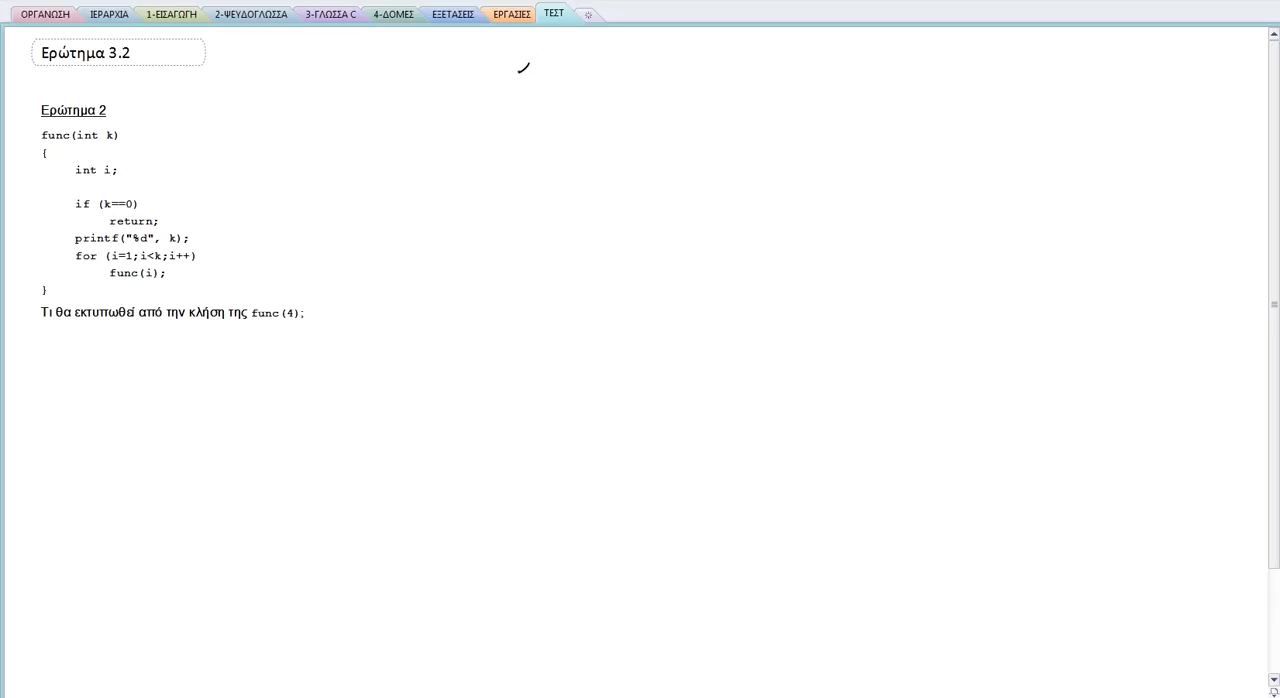 ΟΡΓΑΝΩΣΗ ΙΕΡΑΡΧΙΑ 1-ΕΙΣΑΓΩΓΗ 2-ΨΕΥΔΟΓΛΩΣΣΑ 3-ΓΛΩΣΣΑ C 4-ΔΟΜΕΣ ΕΞΕΤΑΣΕΙΣ ΕΡΓΑΣΙΕΣ ΤΕΣΤ
Ερώτημα 3.2
Ερώτημα 2
func(int k)
{
int i;
if (k==0)
return;
printf("%d", k);
for (i=1;i<k;i++)
func(i);
}
Τι θα εκτυπωθεί από την κλήση της func(4);